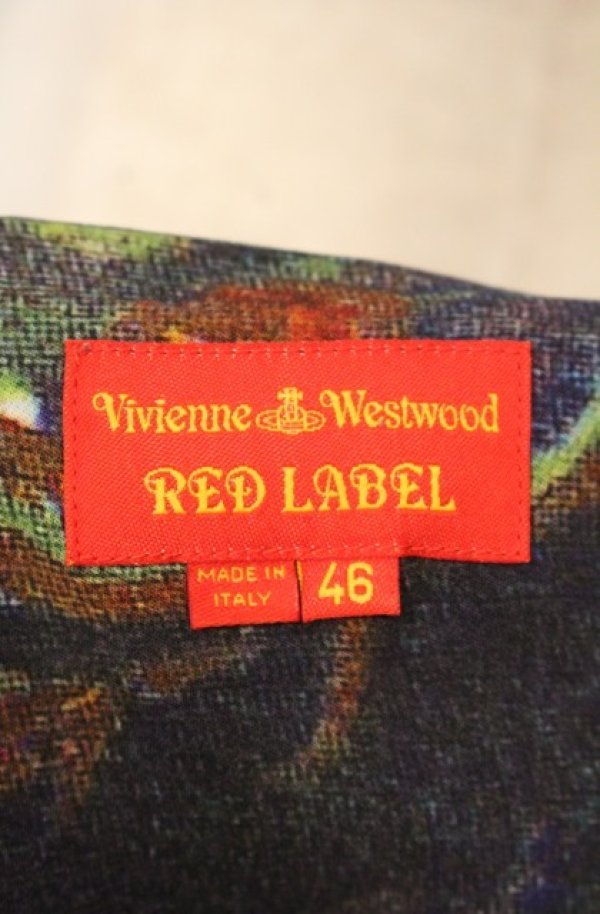 Vivienne Westwood
RED LABEL
MADE IN
ITALY
46